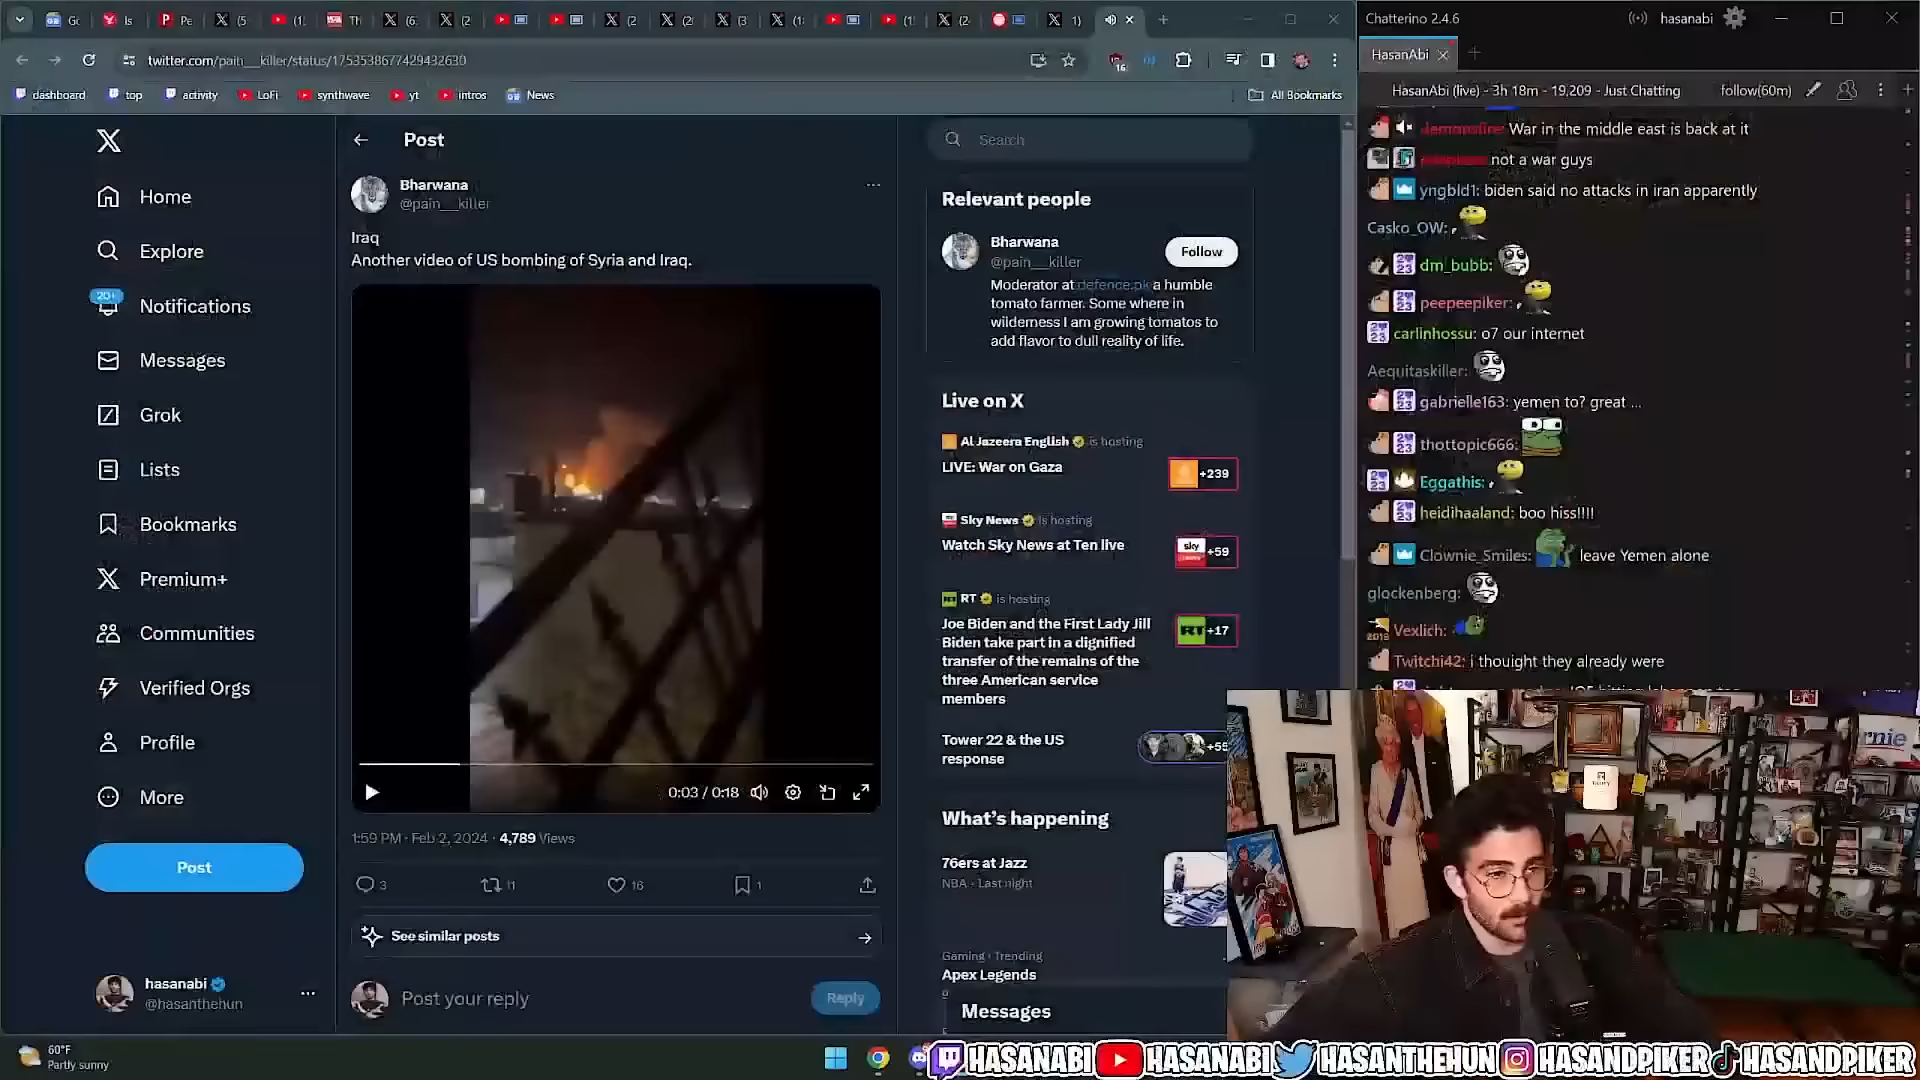 twitter.com/pain__killer/status/1753538677429432630
dashboard
top
activity
LoFi
synthwave
yt
intros
News
All Bookmarks
Home
Explore
20+
Notifications
Messages
Grok
Lists
Bookmarks
Premium+
Communities
Verified Orgs
Profile
More
Post
hasanabi
@hasanthehun
60°F
Partly sunny
Post
Bharwana
@pain__killer
Iraq
Another video of US bombing of Syria and Iraq.
0:03 / 0:18
1:59 PM · Feb 2, 2024 · 4,789 Views
3
11
16
1
See similar posts
Post your reply
Reply
Search
Relevant people
Bharwana
@pain__killer
Follow
Moderator at defence.pk a humble
tomato farmer. Some where in
wilderness I am growing tomatos to
add flavor to dull reality of life.
Live on X
Al Jazeera English is hosting
LIVE: War on Gaza
+239
Sky News is hosting
Watch Sky News at Ten live
sky
+59
RT is hosting
Joe Biden and the First Lady Jill
Biden take part in a dignified
transfer of the remains of the
three American service
members
RT
+17
Tower 22 & the US
response
What's happening
76ers at Jazz
NBA · Last night
Gaming · Trending
Apex Legends
Messages
Chatterino 2.4.6
hasanabi
HasanAbi
HasanAbi (live) - 3h 18m - 19,209 - Just Chatting
follow(60m)
War in the middle east is back at it
not a war guys
yngbld1: biden said no attacks in iran apparently
Casko_OW:
dm_bubb:
peepeepiker:
carlinhossu: o7 our internet
Aequitaskiller:
gabrielle163: yemen to? great ...
thottopic666:
Eggathis:
heidihaaland: boo hiss!!!!
Clownie_Smiles: leave Yemen alone
glockenberg:
Vexlich:
Twitchi42: i thouight they already were
ernie
HASANABI
HASANABI
HASANTHEHUN
HASANDPIKER
HASANDPIKER